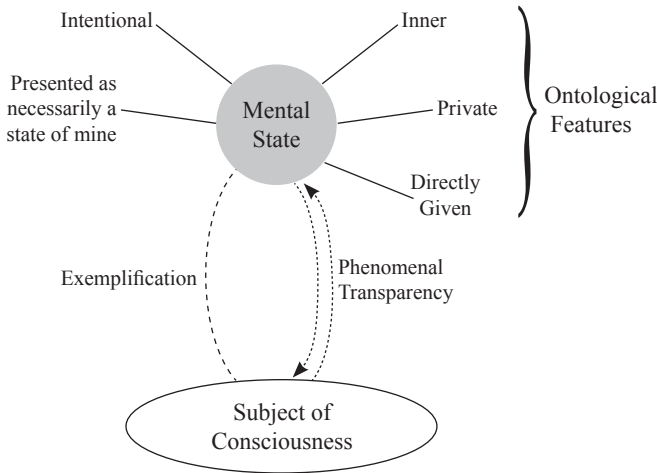 Intentional
Inner
Presented as
necessarily a
state of mine
Mental
State
Private
Ontological
Features
Directly
Given
Exemplification
Phenomenal
Transparency
Subject of
Consciousness